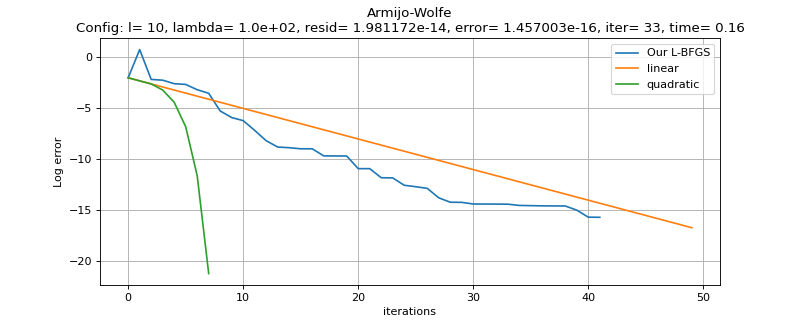 Armijo-Wolfe
Config: l= 10, lambda= 1.0e+02, resid= 1.981172e-14, error= 1.457003e-16, iter= 33, time= 0.16
Our L-BFGS
linear
quadratic
Log error
0
−5
−10
−15
−20
0 10 20 30 40 50
iterations